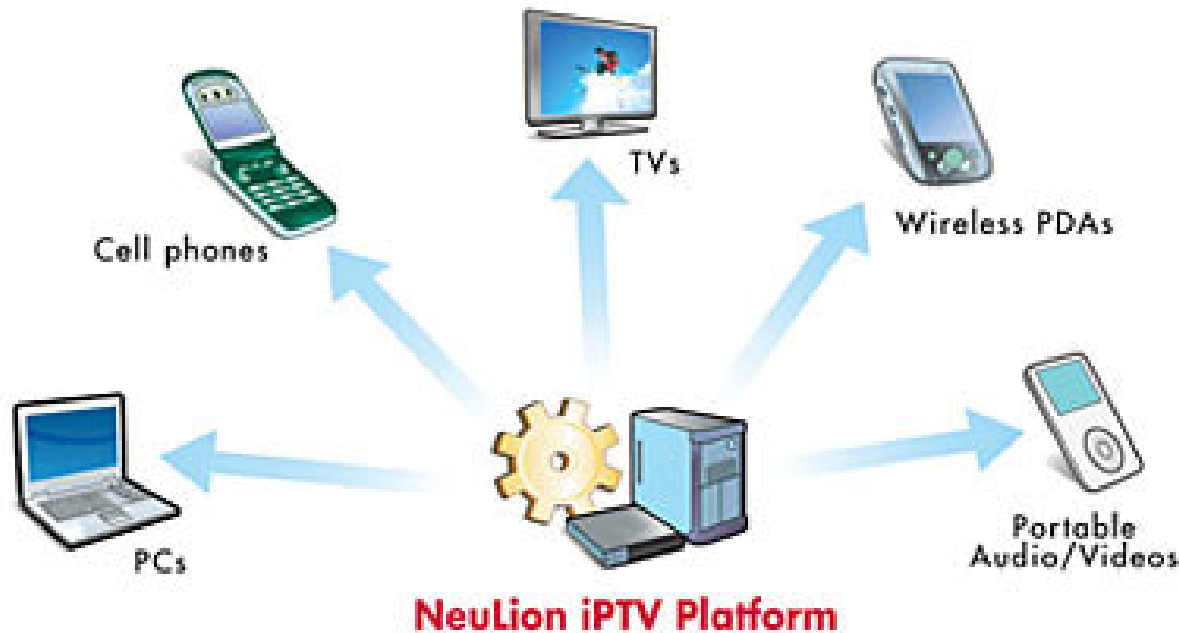 TVs
Wireless PDAs
Cell phones
PCs
Portable
Audio/Videos
NeuLion iPTV Platform